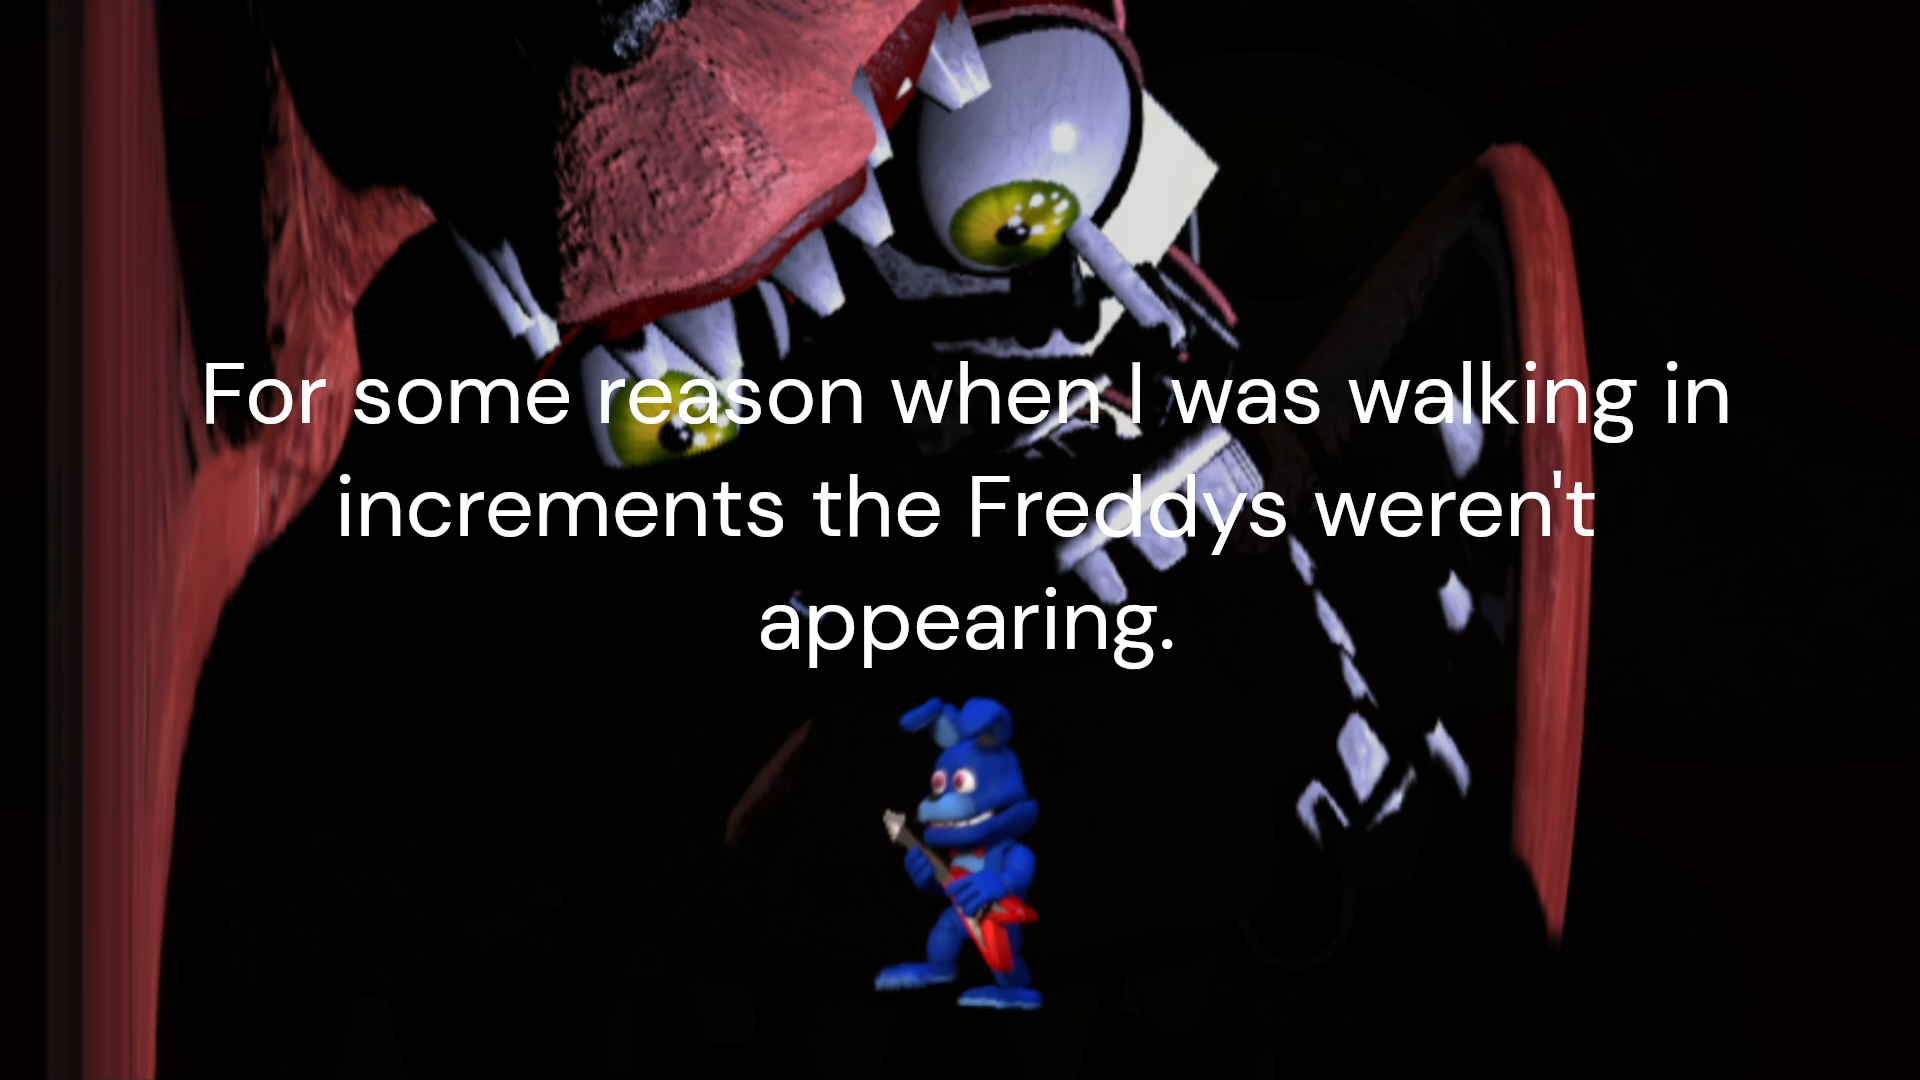 For some reason when I was walking in
increments the Freddys weren't
appearing.